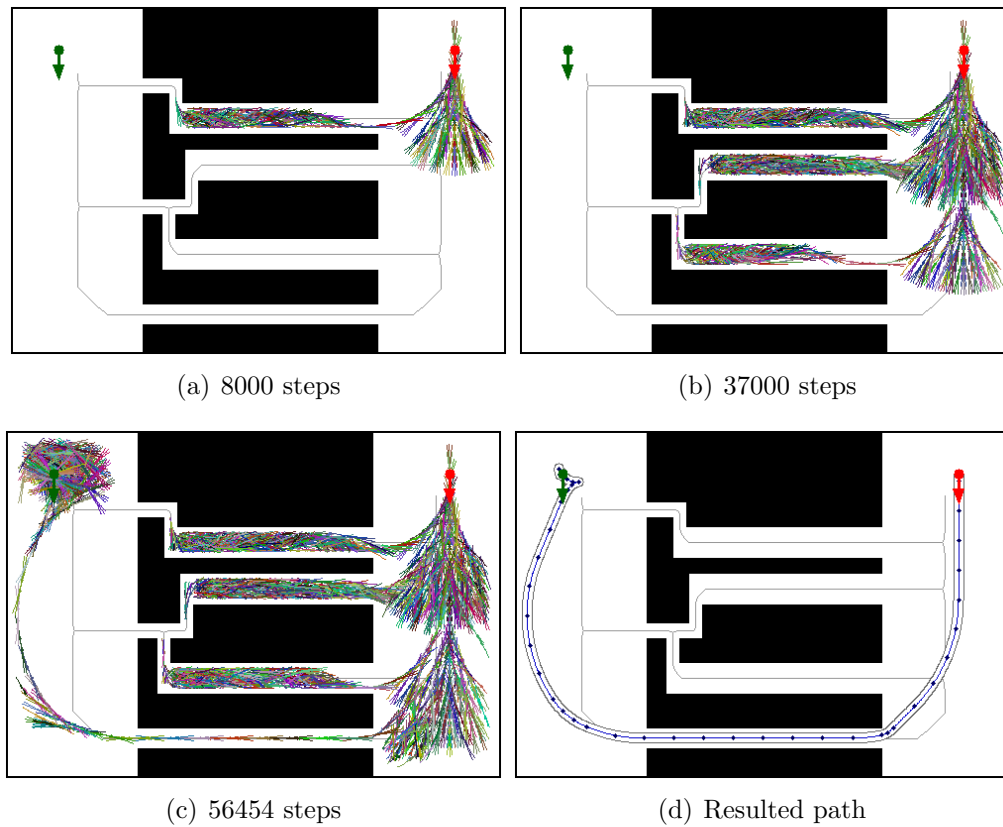 (a) 8000 steps
(b) 37000 steps
(c) 56454 steps
(d) Resulted path